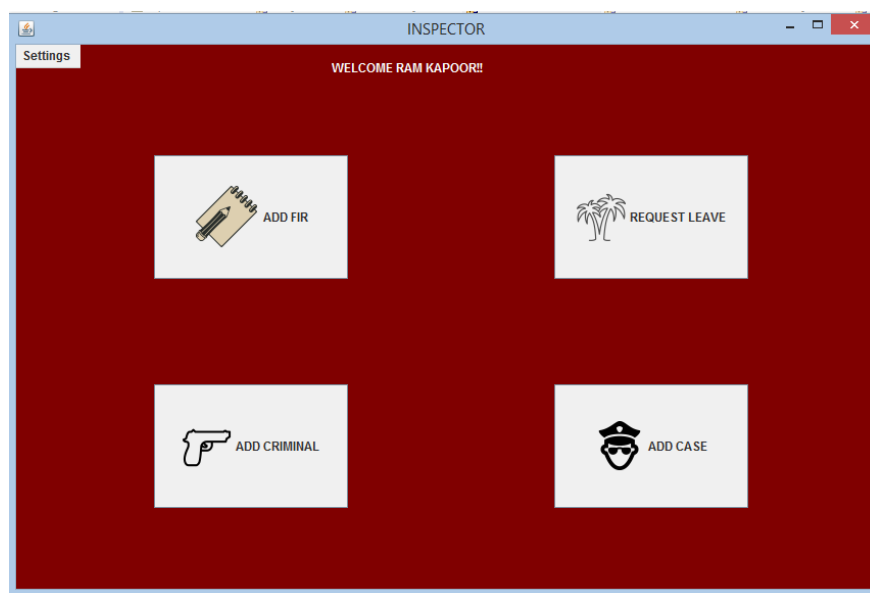 INSPECTOR
Settings
WELCOME RAM KAPOOR!!
ADD FIR
REQUEST LEAVE
ADD CRIMINAL
ADD CASE